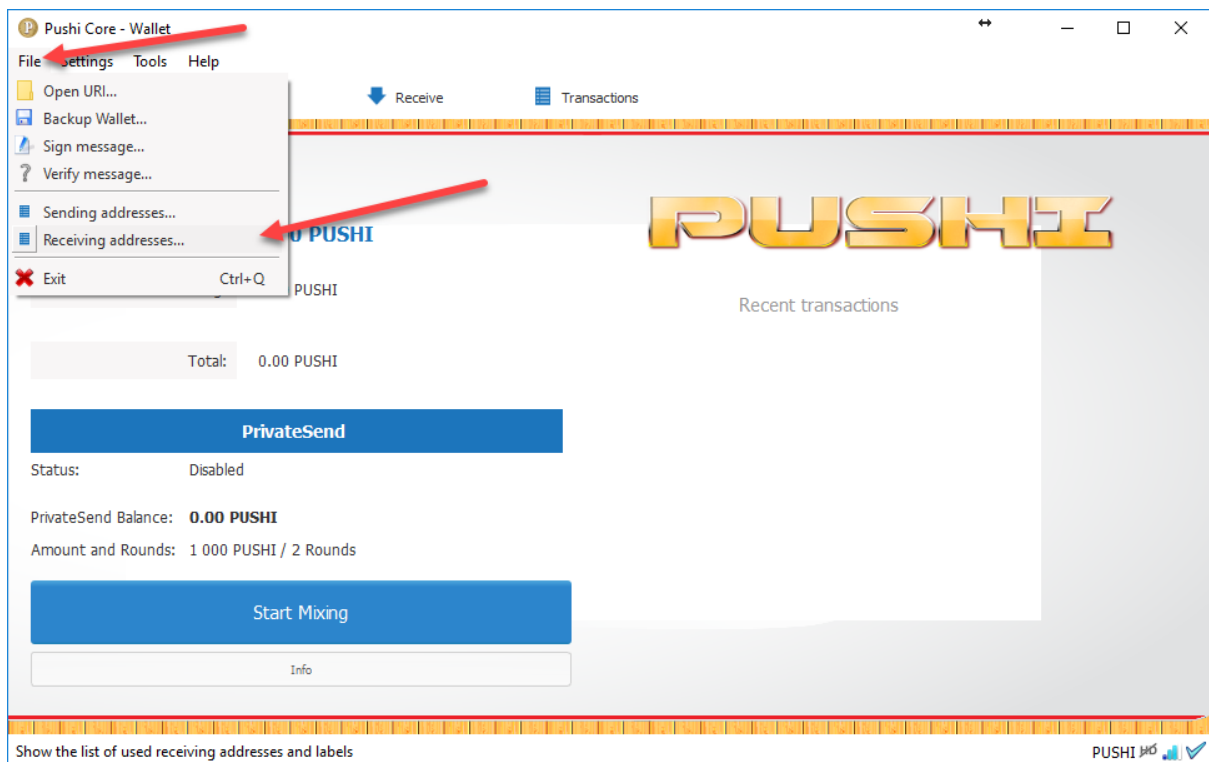 Pushi Core - Wallet
File Settings Tools Help
Open URI...
Receive Transactions
Backup Wallet...
Sign message...
Verify message...
Sending addresses...
Receiving addresses...
0 PUSHI
PUSHI
Exit Ctrl+Q
PUSHI
Recent transactions
Total: 0.00 PUSHI
PrivateSend
Status: Disabled
PrivateSend Balance: 0.00 PUSHI
Amount and Rounds: 1 000 PUSHI / 2 Rounds
Start Mixing
Info
Show the list of used receiving addresses and labels
PUSHI HD